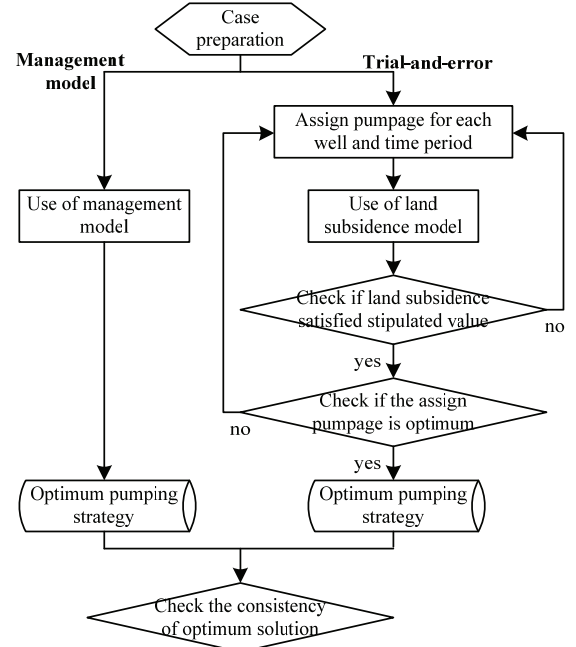 Case
preparation
Management
model
Trial-and-error
Assign pumpage for each
well and time period
Use of management
model
Use of land
subsidence model
Check if land subsidence
satisfied stipulated value
no
yes
Check if the assign
pumpage is optimum
no
yes
Optimum pumping
strategy
Optimum pumping
strategy
Check the consistency
of optimum solution